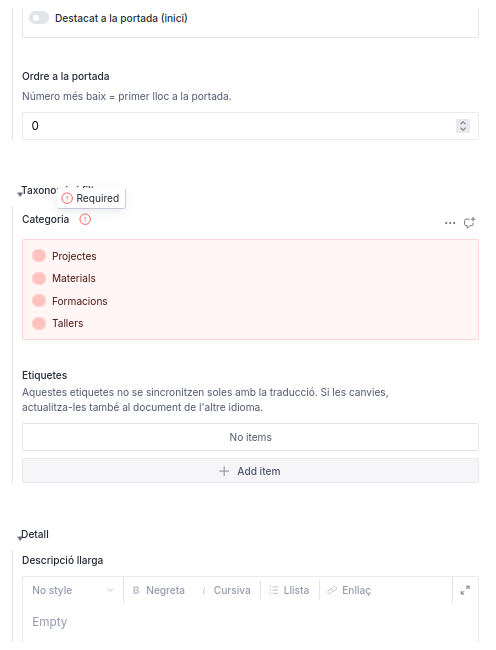 Destacat a la portada (inici)
Ordre a la portada
Número més baix = primer lloc a la portada.
0
Required
Categoria
Projectes
Materials
Formacions
Tallers
Etiquetes
Aquestes etiquetes no se sincronitzen soles amb la traducció. Si les canvies,
actualitza-les també al document de l'altre idioma.
No items
Add item
Detall
Descripció llarga
No style B Negreta i Cursiva Llista Enllaç
Empty